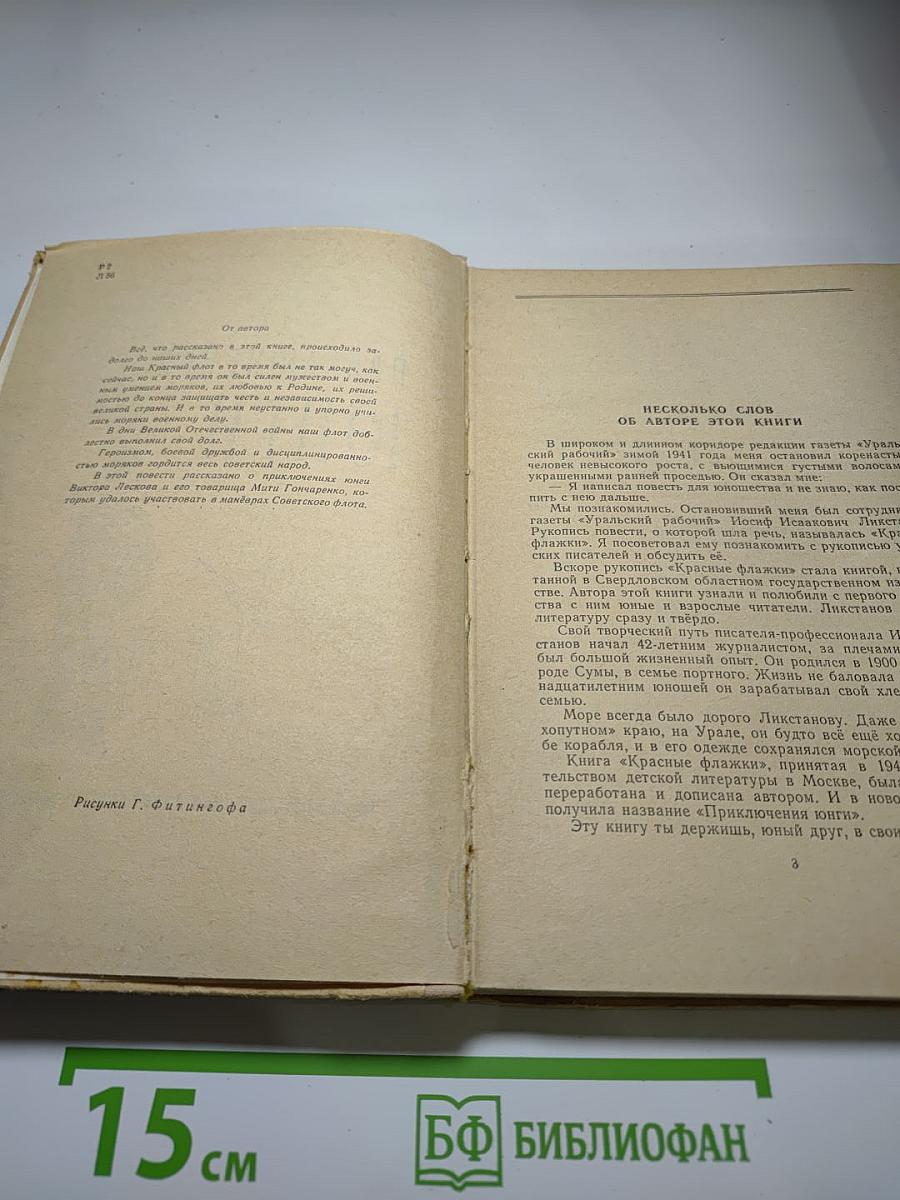 Р 2
Л 56
От автора
Всё, что рассказано в этой книге, происходило за-
долго до наших дней.
Наш Красный флот в то время был не так могуч, как
сейчас, но и в то время он был силен мужеством и воен-
ным умением моряков, их любовью к Родине, их реши-
мостью до конца защищать честь и независимость своей
великой страны. И в то время неустанно и упорно учи-
лись моряки военному делу.
В дни Великой Отечественной войны наш флот доб-
лестно выполнил свой долг.
Героизмом, боевой дружбой и дисциплинированно-
стью моряков гордится весь советский народ.
В этой повести рассказано о приключениях юнги
Виктора Лескова и его товарища Мити Гончаренко, ко-
торым удалось участвовать в манёврах Советского флота.
Рисунки Г. Фитингофа
НЕСКОЛЬКО СЛОВ
ОБ АВТОРЕ ЭТОЙ КНИГИ
В широком и длинном коридоре редакции газеты «Ураль
ский рабочий» зимой 1941 года меня остановил коренасты
человек невысокого роста, с вьющимися густыми волосам
украшенными ранней проседью. Он сказал мне:
— Я написал повесть для юношества и не знаю, как пос
пить с нею дальше.
Мы познакомились. Остановивший меня был сотрудни
газеты «Уральский рабочий» Иосиф Исаакович Ликста
Рукопись повести, о которой шла речь, называлась «Кра
флажки». Я посоветовал ему познакомить с рукописью у
ских писателей и обсудить её.
Вскоре рукопись «Красные флажки» стала книгой,
танной в Свердловском областном государственном из
стве. Автора этой книги узнали и полюбили с первого
ства с ним юные и взрослые читатели. Ликстанов
литературу сразу и твёрдо.
Свой творческий путь писателя-профессионала И
станов начал 42-летним журналистом, за плечами
был большой жизненный опыт. Он родился в 1900
роде Сумы, в семье портного. Жизнь не баловала
надцатилетним юношей он зарабатывал свой хле
семью.
Море всегда было дорого Ликстанову. Даже
хопутном» краю, на Урале, он будто всё ещё хо
бе корабля, и в его одежде сохранялся морской
Книга «Красные флажки», принятая в 194
тельством детской литературы в Москве, была
переработана и дописана автором. И в ново
получила название «Приключения юнги».
Эту книгу ты держишь, юный друг, в свои
3
15 см
БФ БИБЛИОФАН